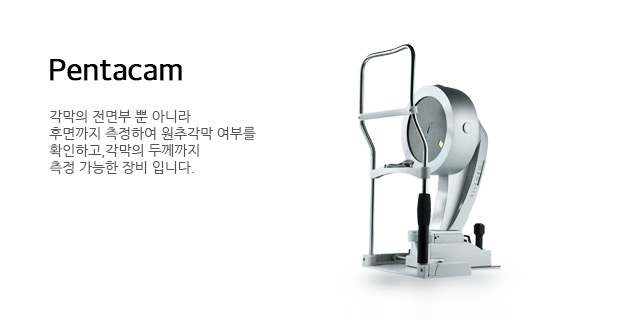 Pentacam
각막의 전면부 뿐 아니라
후면까지 측정하여 원추각막 여부를
확인하고,각막의 두께까지
측정 가능한 장비 입니다.